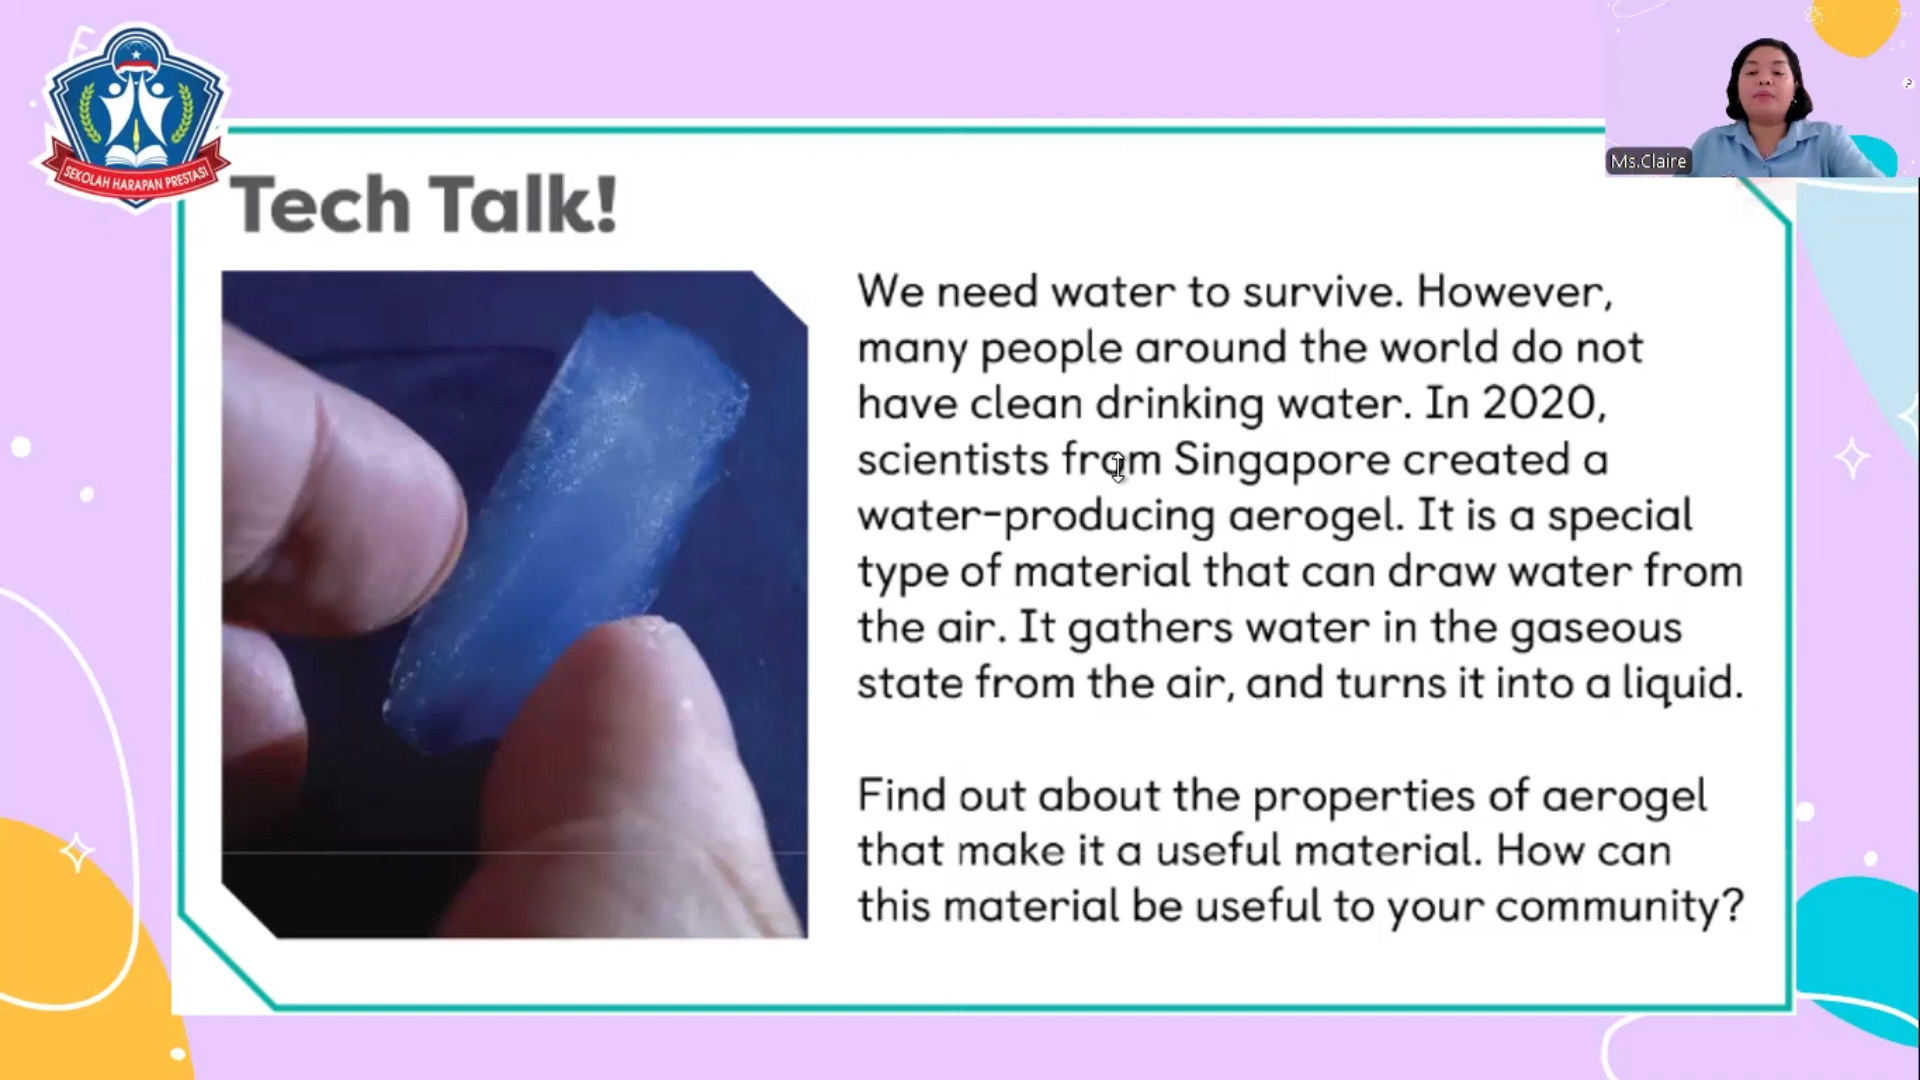 SEKOLAH HARAPAN PRESTASI
Ms.Claire
Tech Talk!
We need water to survive. However,
many people around the world do not
have clean drinking water. In 2020,
scientists from Singapore created a
water-producing aerogel. It is a special
type of material that can draw water from
the air. It gathers water in the gaseous
state from the air, and turns it into a liquid.
Find out about the properties of aerogel
that make it a useful material. How can
this material be useful to your community?